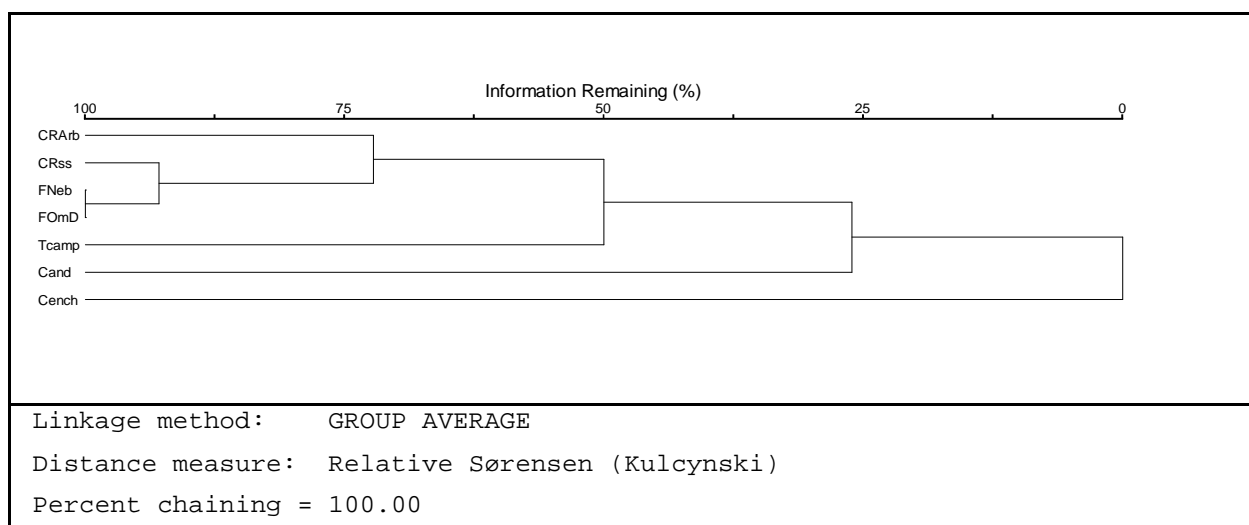 Information Remaining (%)
100 75 50 25 0
CRArb
CRss
FNeb
FOmD
Tcamp
Cand
Cench
Linkage method: GROUP AVERAGE
Distance measure: Relative Sørensen (Kulcynski)
Percent chaining = 100.00